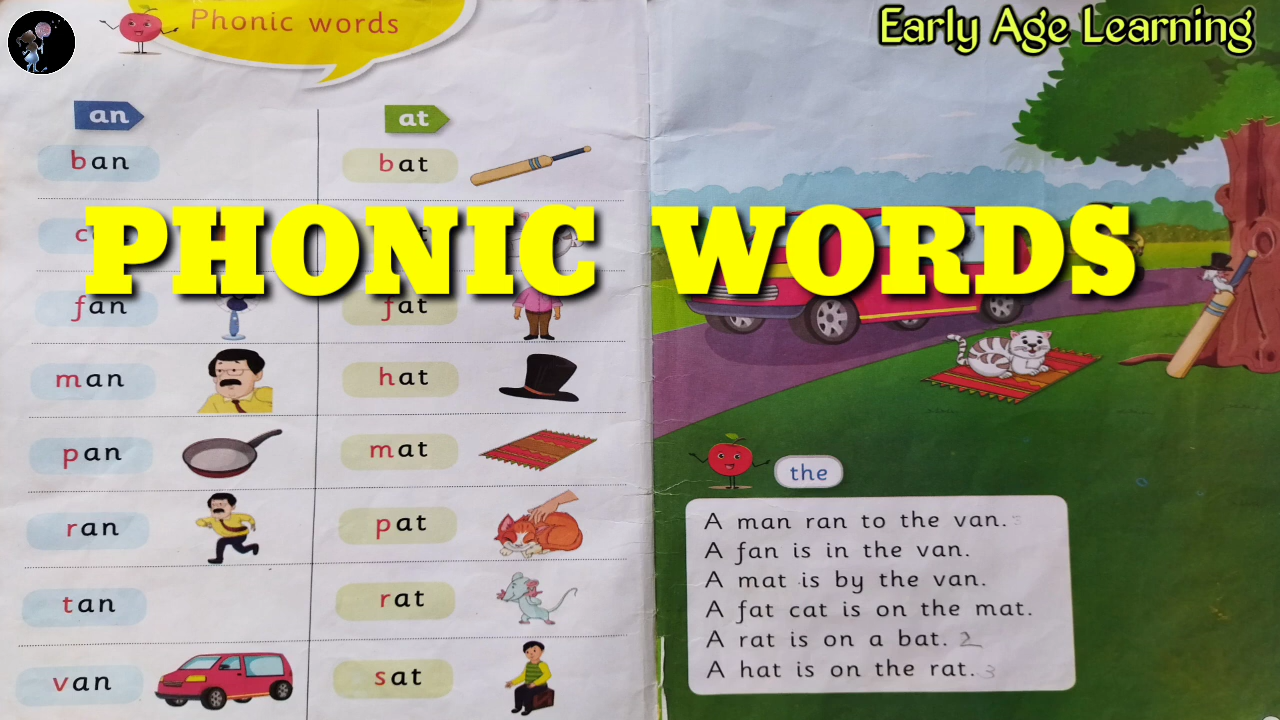 Phonic words
Early Age Learning
an
ban
fan
man
pan
ran
tan
van
at
bat
fat
hat
mat
pat
rat
sat
PHONIC WORDS
the
A man ran to the van.
A fan is in the van.
A mat is by the van.
A fat cat is on the mat.
A rat is on a bat. 2
A hat is on the rat. 3